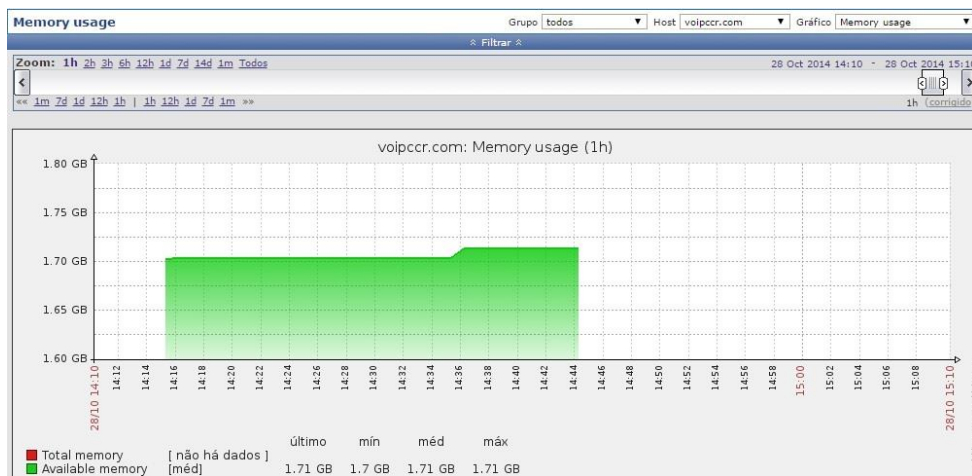 Memory usage Grupo todos Host voipccr.com Gráfico Memory usage
Filtrar
Zoom: 1h 2h 3h 6h 12h 1d 7d 14d 1m Todos 28 Oct 2014 14:10 - 28 Oct 2014 15:10
«« 1m 7d 1d 12h 1h | 1h 12h 1d 7d 1m »» 1h (corrigido
voipccr.com: Memory usage (1h)
1.80 GB
1.75 GB
1.70 GB
1.65 GB
1.60 GB
28/10 14:10 14:12 14:14 14:16 14:18 14:20 14:22 14:24 14:26 14:28 14:30 14:32 14:34 14:36 14:38 14:40 14:42 14:44 14:46 14:48 14:50 14:52 14:54 14:56 14:58 15:00 15:02 15:04 15:06 15:08 28/10 15:10
último mín méd máx
Total memory [ não há dados ]
Available memory [méd] 1.71 GB 1.7 GB 1.71 GB 1.71 GB